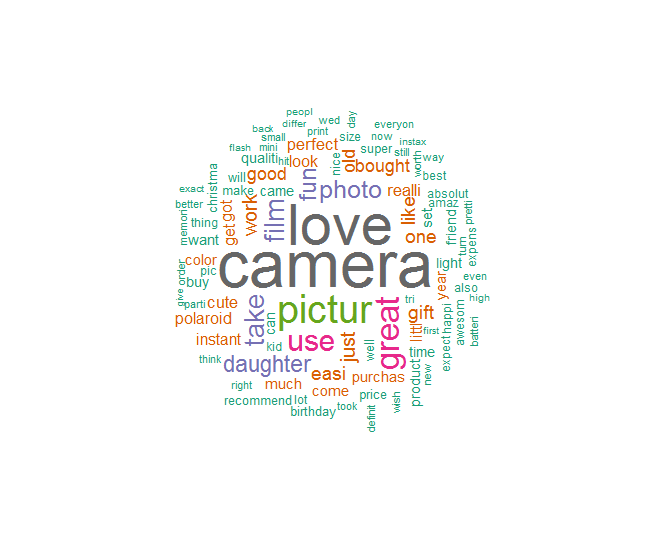 peopl
differ
wed
day
back
print
everyon
small
perfect
size
now
instax
flash
mini
nice
old
super
still
qualiti
hit
look
bought
worth
way
will
good
best
exact
christma
make
came
fun
photo
realli
absolut
better
amaz
pretti
memori
work
film
love
like
set
friend
thing
get
got
one
turn
expens
want
camera
light
color
year
even
pic
also
high
buy
give
order
parti
cute
take
pictur
great
tri
gift
happi
polaroid
can
littl
first
awesom
batteri
instant
use
just
well
time
expect
kid
think
daughter
easi
purchas
product
new
right
much
come
price
wish
recommend
lot
birthday
took
definit